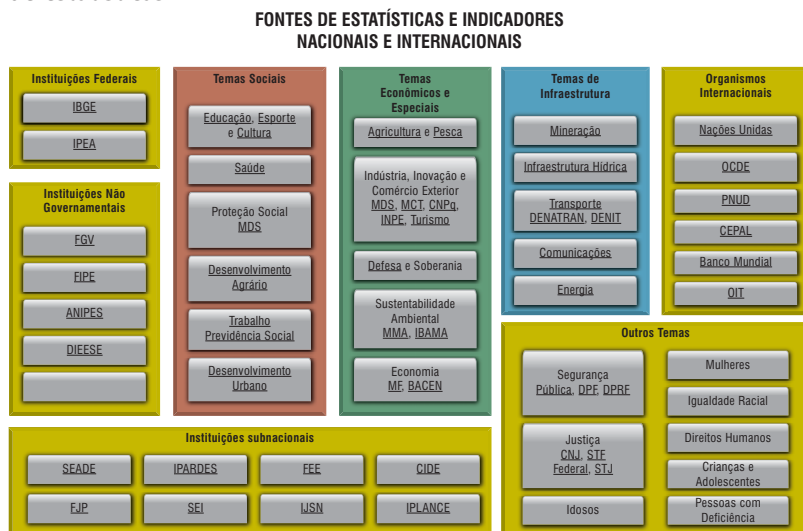 FONTES DE ESTATÍSTICAS E INDICADORES
NACIONAIS E INTERNACIONAIS
Instituições Federais
IBGE
IPEA
Instituições Não
Governamentais
FGV
FIPE
ANIPES
DIEESE
Temas Sociais
Educação, Esporte
e Cultura
Saúde
Proteção Social
MDS
Desenvolvimento
Agrário
Trabalho
Previdência Social
Desenvolvimento
Urbano
Temas
Econômicos e
Especiais
Agricultura e Pesca
Indústria, Inovação e
Comércio Exterior
MDS, MCT, CNPq,
INPE, Turismo
Defesa e Soberania
Sustentabilidade
Ambiental
MMA, IBAMA
Economia
MF, BACEN
Temas de
Infraestrutura
Mineração
Infraestrutura Hídrica
Transporte
DENATRAN, DENIT
Comunicações
Energia
Organismos
Internacionais
Nações Unidas
OCDE
PNUD
CEPAL
Banco Mundial
OIT
Instituições subnacionais
SEADE
IPARDES
FEE
CIDE
FJP
SEI
IJSN
IPLANCE
Outros Temas
Segurança
Pública, DPF, DPRF
Justiça
CNJ, STF
Federal, STJ
Idosos
Mulheres
Igualdade Racial
Direitos Humanos
Crianças e
Adolescentes
Pessoas com
Deficiência